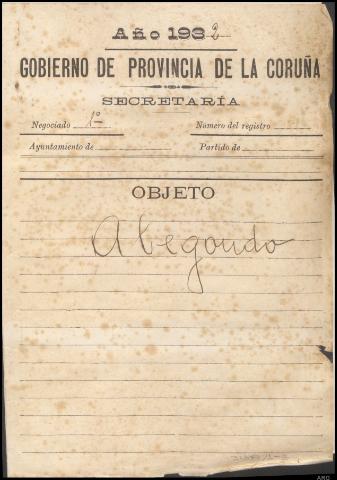 Año 1932
GOBIERNO DE PROVINCIA DE LA CORUÑA
SECRETARÍA
Negociado 1º Número del registro
Ayuntamiento de Partido de
OBJETO
Abegondo